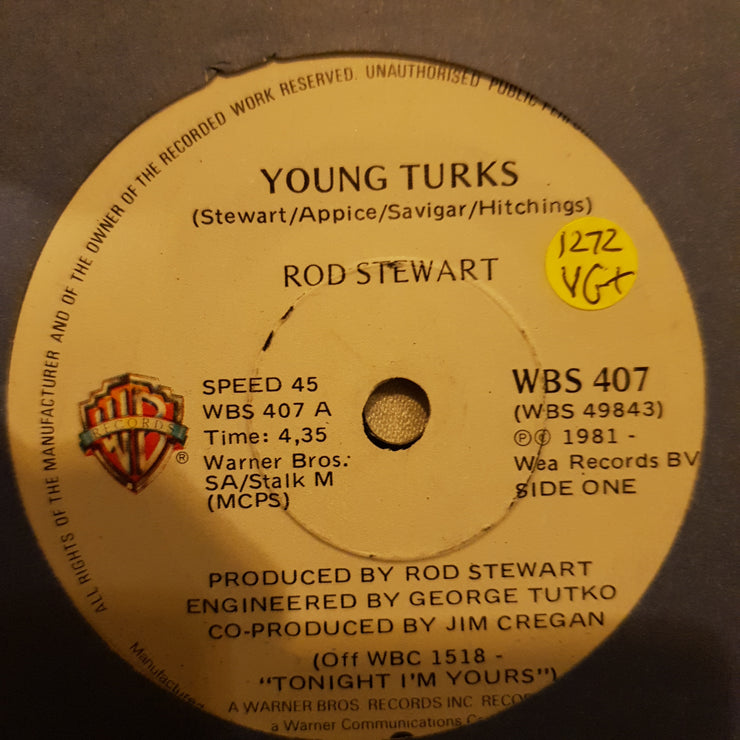 ALL RIGHTS OF THE MANUFACTURER AND OF THE OWNER OF THE RECORDED WORK RESERVED. UNAUTHORISED PUBLIC
YOUNG TURKS
(Stewart/Appice/Savigar/Hitchings)
1272
VG+
ROD STEWART
SPEED 45
WBS 407 A
Time: 4,35
Warner Bros.
SA/Stalk M
(MCPS)
RECORDS
®
WBS 407
(WBS 49843)
℗© 1981 -
Wea Records BV
SIDE ONE
PRODUCED BY ROD STEWART
ENGINEERED BY GEORGE TUTKO
CO-PRODUCED BY JIM CREGAN
(Off WBC 1518 -
"TONIGHT I'M YOURS")
Manufactured
A WARNER BROS RECORDS INC
a Warner Communications